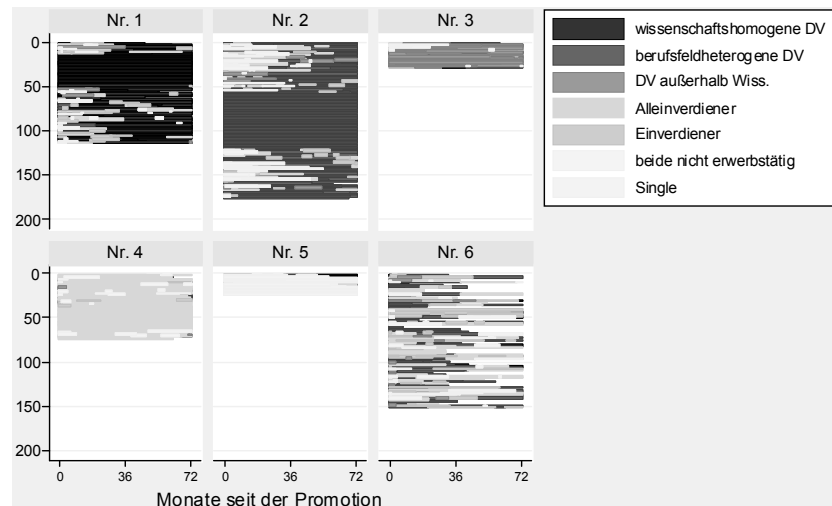 Nr. 1
Nr. 2
Nr. 3
0
50
100
150
200
Nr. 4
Nr. 5
Nr. 6
0
50
100
150
200
0
36
72
0
36
72
0
36
72
Monate seit der Promotion
wissenschaftshomogene DV
berufsfeldheterogene DV
DV außerhalb Wiss.
Alleinverdiener
Einverdiener
beide nicht erwerbstätig
Single